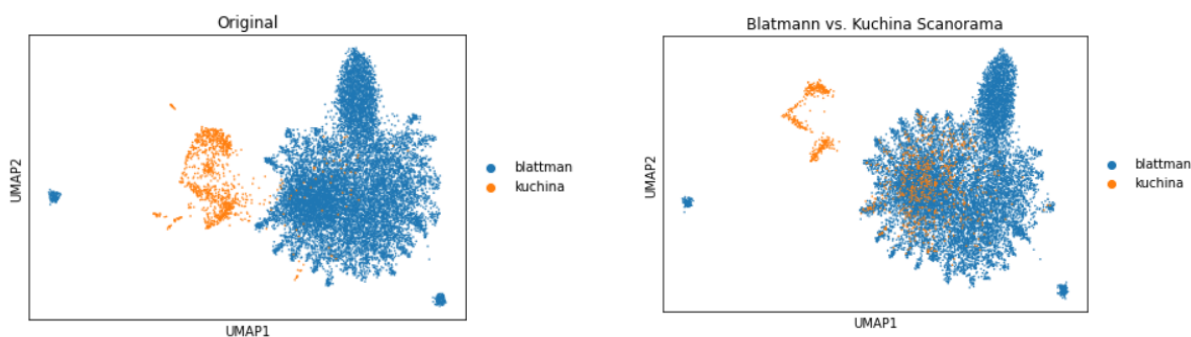 Original
UMAP2
UMAP1
blattman
kuchina
Blatmann vs. Kuchina Scanorama
UMAP2
UMAP1
blattman
kuchina